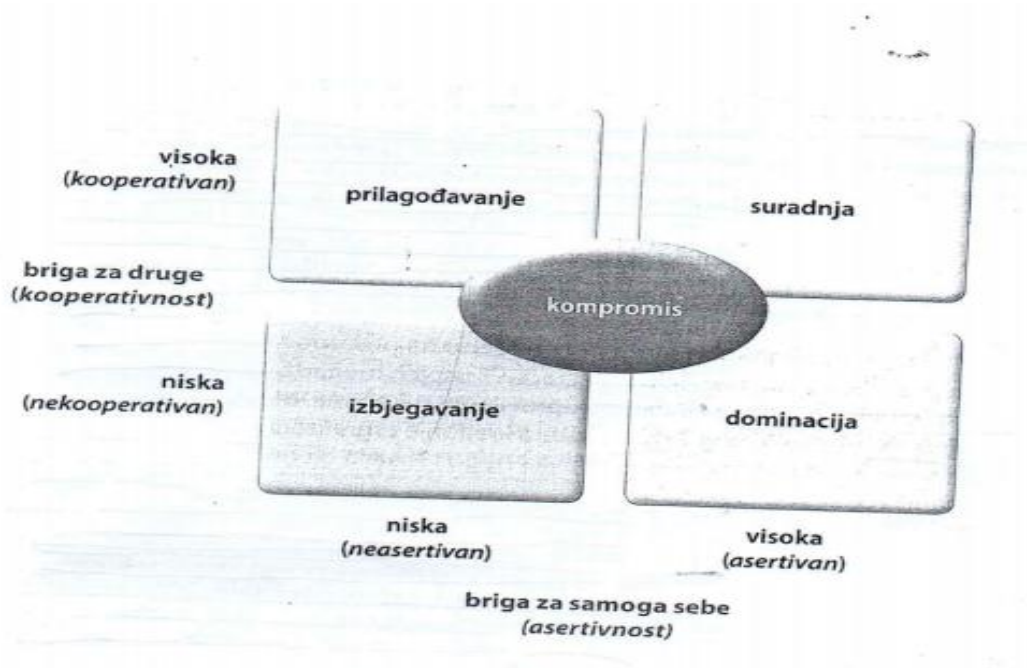 visoka
(kooperativan)
prilagođavanje
suradnja
briga za druge
(kooperativnost)
kompromis
niska
(nekooperativan)
izbjegavanje
dominacija
niska
(neasertivan)
visoka
(asertivan)
briga za samoga sebe
(asertivnost)